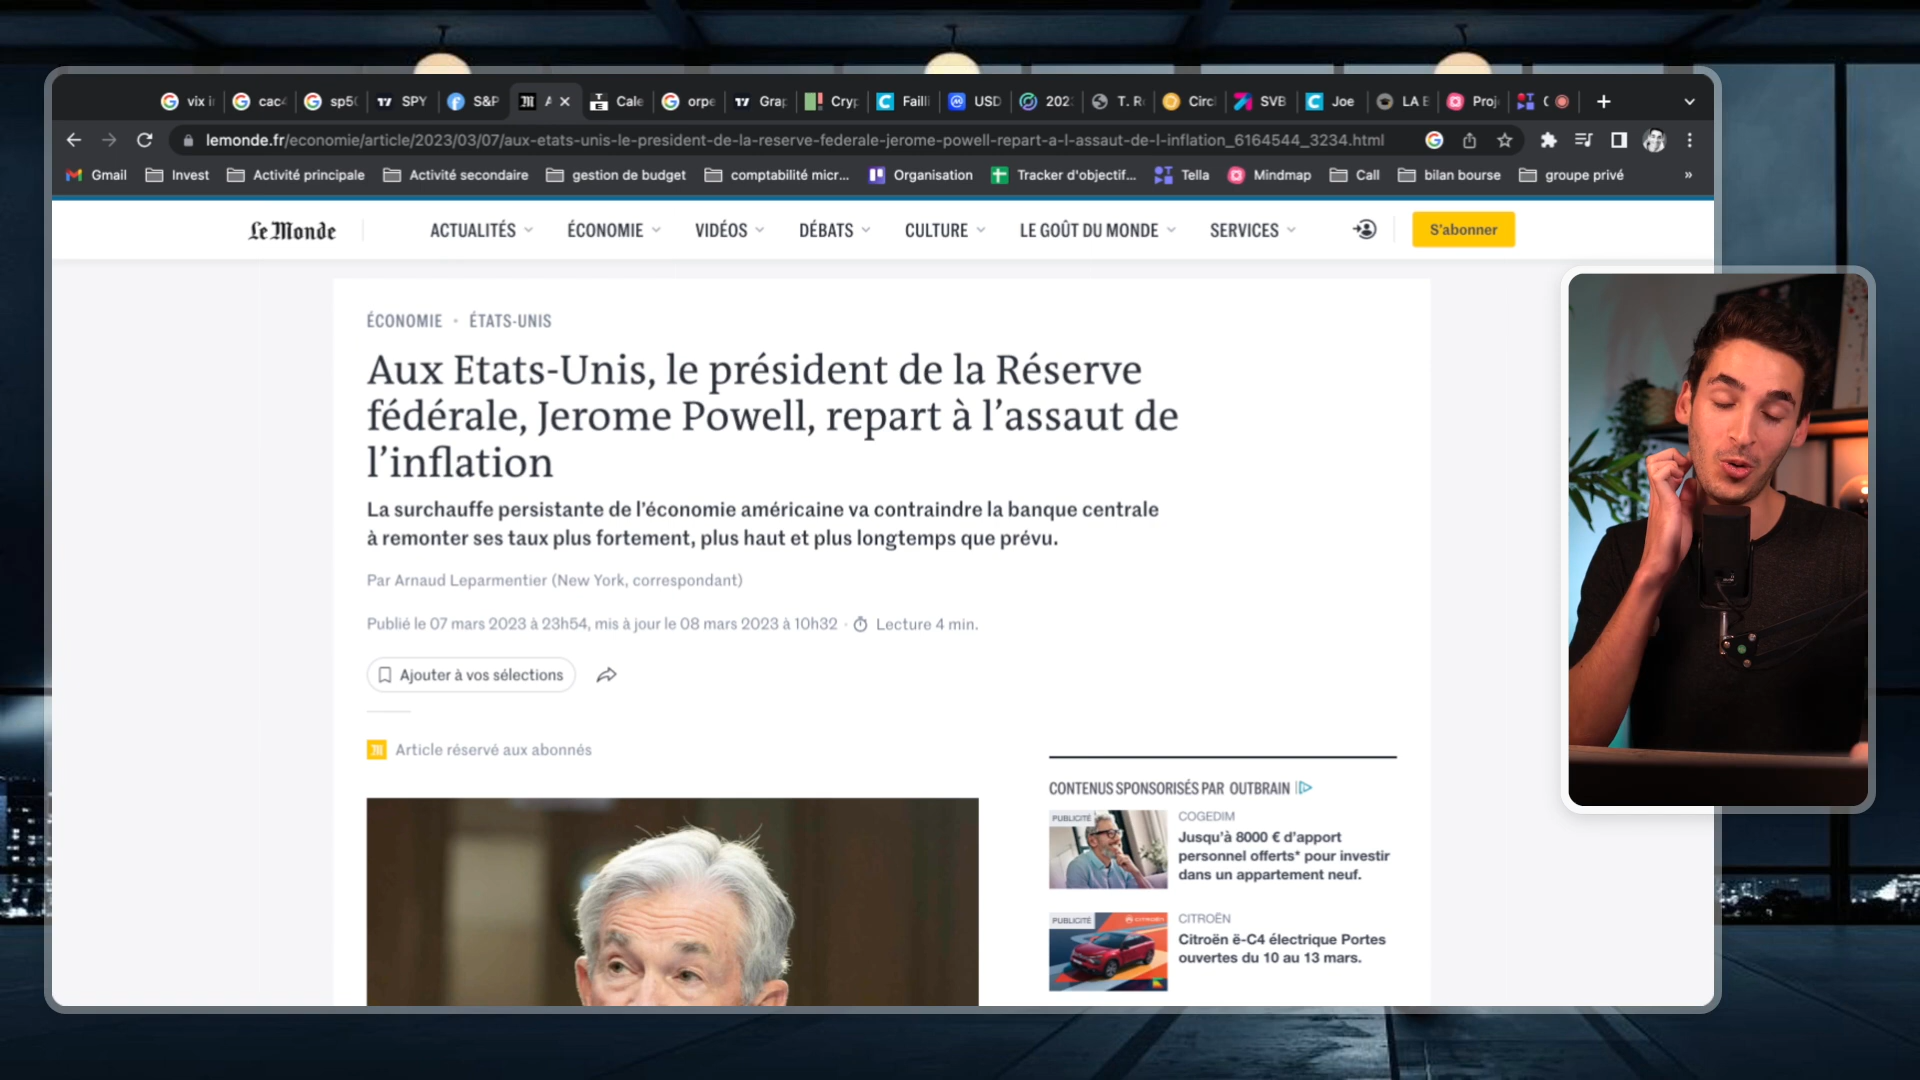 vix i
cac4
sp5
SPY
S&P
Cale
orpe
Gra
Cryp
Failli
USD
202
T. R
Circl
SVB
Joe
LA B
Proj
lemonde.fr/economie/article/2023/03/07/aux-etats-unis-le-president-de-la-reserve-federale-jerome-powell-repart-a-l-assaut-de-l-inflation_6164544_3234.html
Gmail
Invest
Activité principale
Activité secondaire
gestion de budget
comptabilité micr...
Organisation
Tracker d'objectif...
Tella
Mindmap
Call
bilan bourse
groupe privé
»
Le Monde
ACTUALITÉS
ÉCONOMIE
VIDÉOS
DÉBATS
CULTURE
LE GOÛT DU MONDE
SERVICES
S'abonner
ÉCONOMIE • ÉTATS-UNIS
Aux Etats-Unis, le président de la Réserve
fédérale, Jerome Powell, repart à l’assaut de
l’inflation
La surchauffe persistante de l’économie américaine va contraindre la banque centrale
à remonter ses taux plus fortement, plus haut et plus longtemps que prévu.
Par Arnaud Leparmentier (New York, correspondant)
Publié le 07 mars 2023 à 23h54, mis à jour le 08 mars 2023 à 10h32 · Lecture 4 min.
Ajouter à vos sélections
Article réservé aux abonnés
CONTENUS SPONSORISÉS PAR OUTBRAIN
PUBLICITÉ
COGEDIM
Jusqu’à 8000 € d’apport
personnel offerts* pour investir
dans un appartement neuf.
PUBLICITÉ
CITROËN
CITROËN
Citroën ë-C4 électrique Portes
ouvertes du 10 au 13 mars.